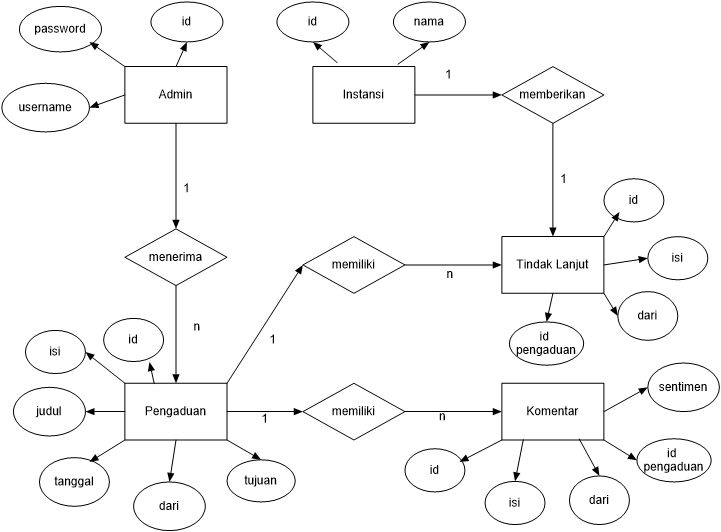 password
id
id
nama
username
Admin
Instansi
1
memberikan
1
1
id
menerima
memiliki
n
Tindak Lanjut
isi
n
id
isi
1
id
pengaduan
dari
judul
Pengaduan
1
memiliki
n
Komentar
sentimen
tanggal
dari
tujuan
id
isi
dari
id
pengaduan